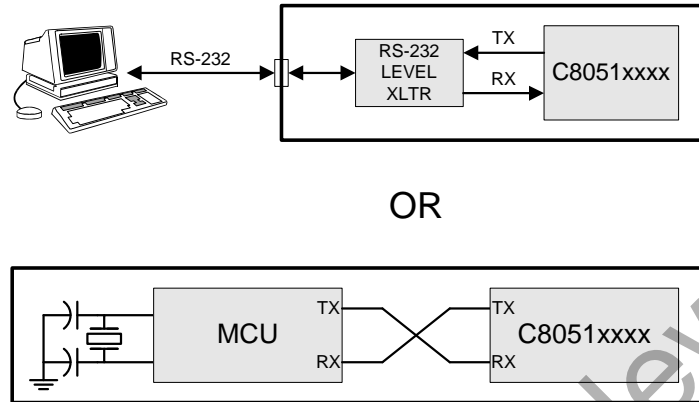 RS-232
RS-232
LEVEL
XLTR
TX
RX
C8051xxxx
OR
MCU
TX
RX
TX
RX
C8051xxxx